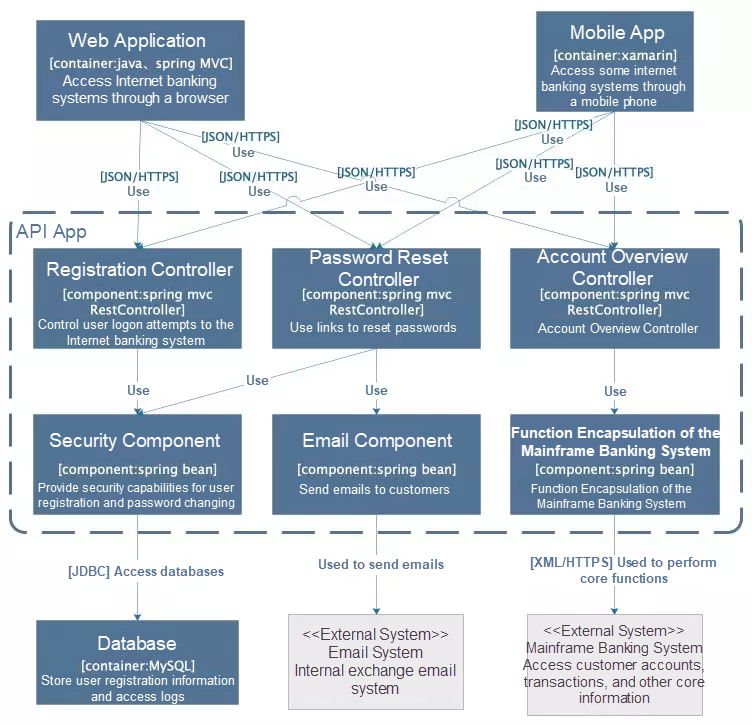 Web Application
[container:java、spring MVC]
Access Internet banking
systems through a browser
Mobile App
[container:xamarin]
Access some internet
banking systems through
a mobile phone
[JSON/HTTPS]
Use
[JSON/HTTPS]
Use
[JSON/HTTPS]
Use
[JSON/HTTPS]
Use
[JSON/HTTPS]
Use
[JSON/HTTPS]
Use
API App
Registration Controller
[component:spring mvc
RestController]
Control user logon attempts to the
Internet banking system
Password Reset
Controller
[component:spring mvc
RestController]
Use links to reset passwords
Account Overview
Controller
[component:spring mvc
RestController]
Account Overview Controller
Use
Use
Use
Use
Security Component
[component:spring bean]
Provide security capabilities for user
registration and password changing
Email Component
[component:spring bean]
Send emails to customers
Function Encapsulation of the
Mainframe Banking System
[component:spring bean]
Function Encapsulation of the
Mainframe Banking System
[JDBC] Access databases
Used to send emails
[XML/HTTPS] Used to perform
core functions
Database
[container:MySQL]
Store user registration information
and access logs
<<External System>>
Email System
Internal exchange email
system
<<External System>>
Mainframe Banking System
Access customer accounts,
transactions, and other core
information